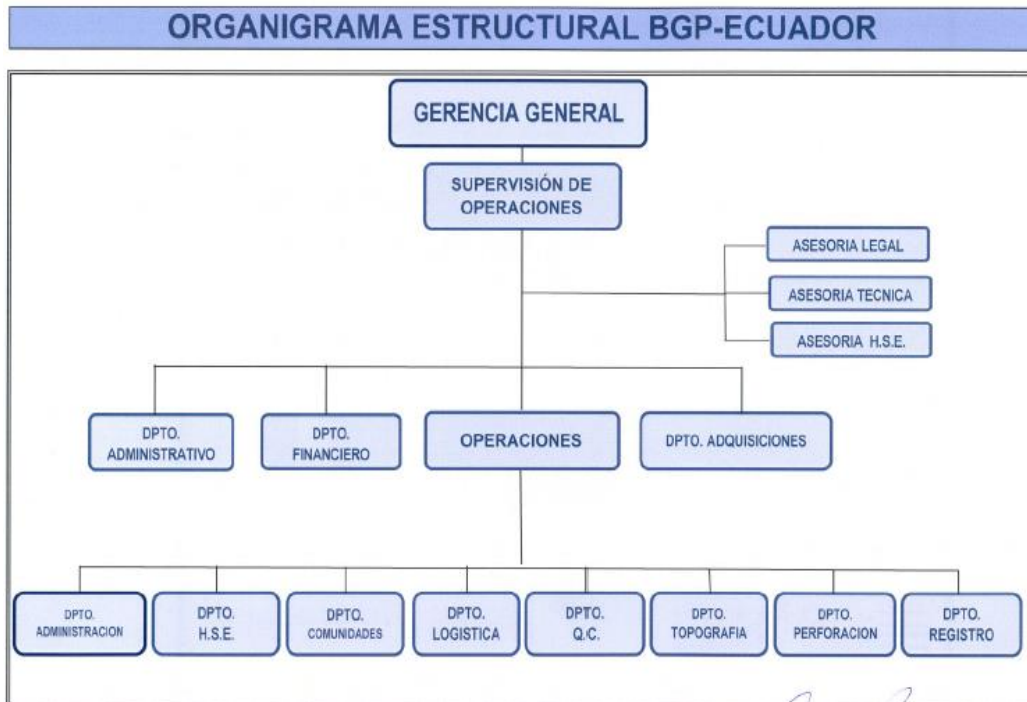 ORGANIGRAMA ESTRUCTURAL BGP-ECUADOR
GERENCIA GENERAL
SUPERVISIÓN DE
OPERACIONES
ASESORIA LEGAL
ASESORIA TECNICA
ASESORIA H.S.E.
DPTO.
ADMINISTRATIVO
DPTO.
FINANCIERO
OPERACIONES
DPTO. ADQUISICIONES
DPTO.
ADMINISTRACION
DPTO.
H.S.E.
DPTO.
COMUNIDADES
DPTO.
LOGISTICA
DPTO.
Q.C.
DPTO.
TOPOGRAFIA
DPTO.
PERFORACION
DPTO.
REGISTRO